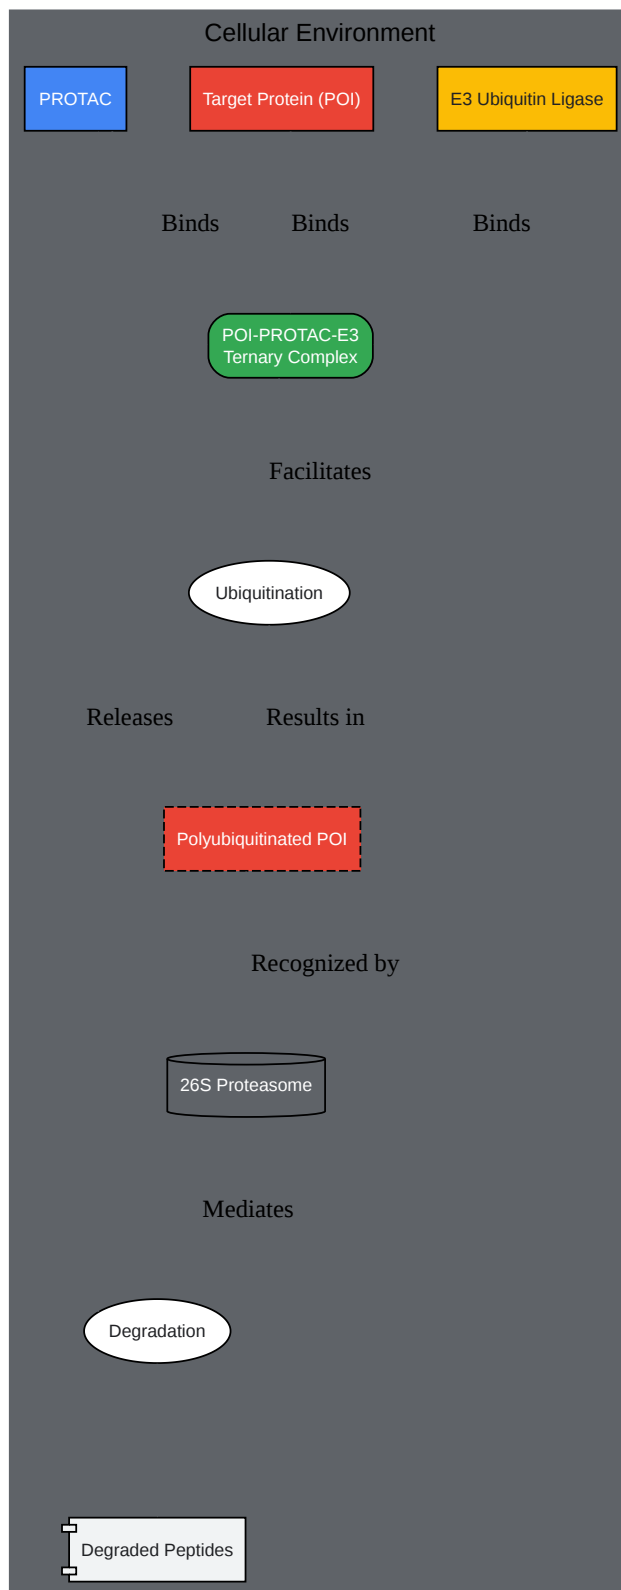 Cellular Environment
PROTAC
Target Protein (POI)
E3 Ubiquitin Ligase
Binds
Binds
Binds
POI-PROTAC-E3
Ternary Complex
Facilitates
Ubiquitination
Releases
Results in
Polyubiquitinated POI
Recognized by
26S Proteasome
Mediates
Degradation
Degraded Peptides